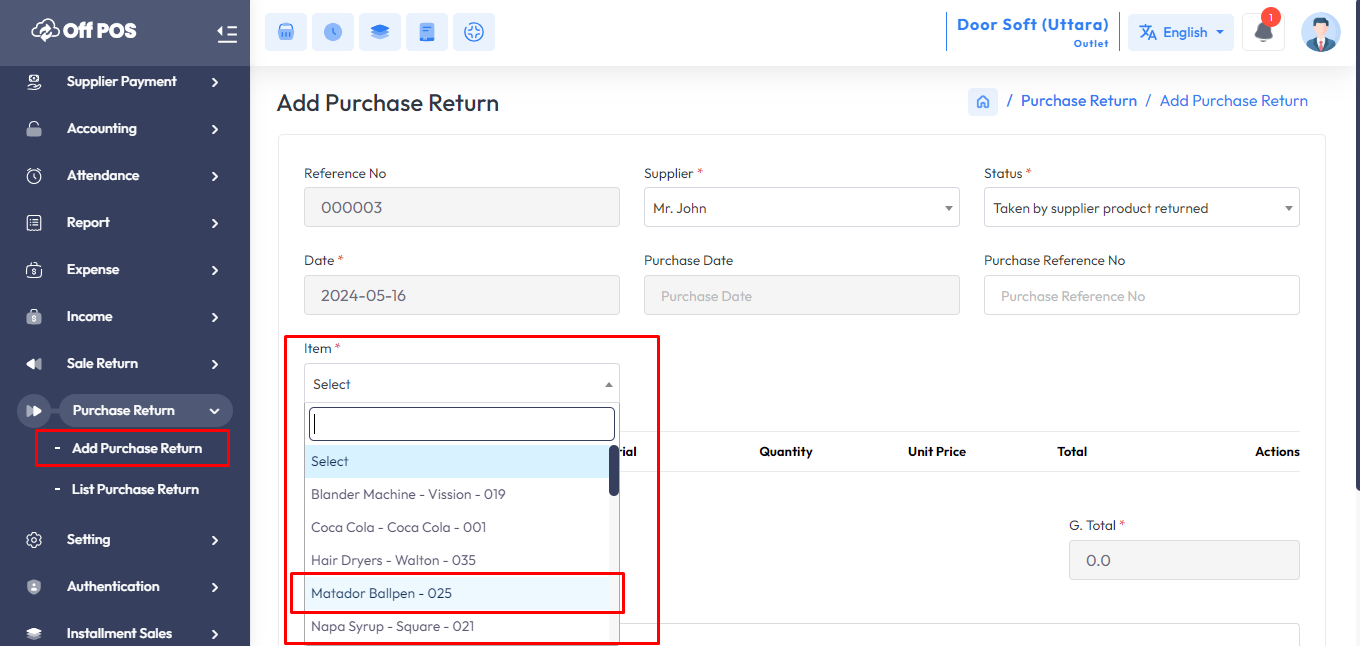 Off POS
1
Door Soft (Uttara)
Outlet
English
Supplier Payment
Accounting
Attendance
Report
Expense
Income
Sale Return
Purchase Return
- Add Purchase Return
- List Purchase Return
Setting
Authentication
Installment Sales
Add Purchase Return
/ Purchase Return / Add Purchase Return
Reference No
000003
Supplier *
Mr. John
Status *
Taken by supplier product returned
Date *
2024-05-16
Purchase Date
Purchase Date
Purchase Reference No
Purchase Reference No
Item *
Select
Select
Blander Machine - Vission - 019
Coca Cola - Coca Cola - 001
Hair Dryers - Walton - 035
Matador Ballpen - 025
Napa Syrup - Square - 021
Quantity Unit Price Total Actions
G. Total *
0.0